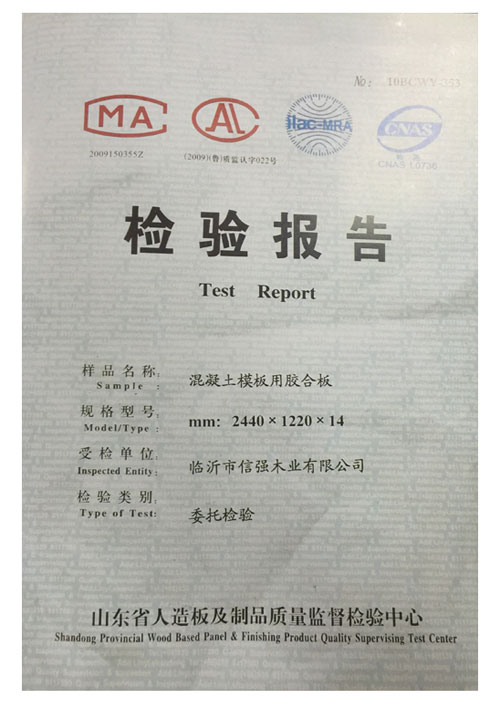 No: 10BCWY-353
MA
CAL
ilac-MRA
CNAS
2009150355Z
(2009)(鲁)质监认字022号
CNAS L0736
检验报告
Test Report
样品名称:
Sample :
混凝土模板用胶合板
规格型号:
Model/Type :
mm: 2440×1220×14
受检单位:
Inspected Entity:
临沂市信强木业有限公司
检验类别:
Type of Test:
委托检验
山东省人造板及制品质量监督检验中心
Shandong Provincial Wood Based Panel & Finishing Product Quality Supervising Test Center